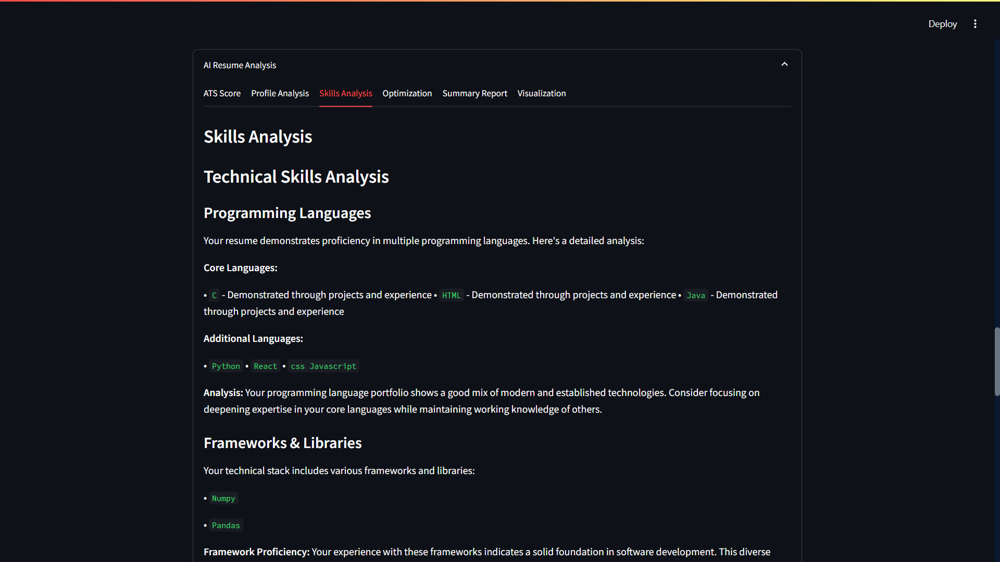 Deploy
AI Resume Analysis
ATS Score Profile Analysis Skills Analysis Optimization Summary Report Visualization
Skills Analysis
Technical Skills Analysis
Programming Languages
Your resume demonstrates proficiency in multiple programming languages. Here's a detailed analysis:
Core Languages:
• C - Demonstrated through projects and experience • HTML - Demonstrated through projects and experience • Java - Demonstrated
through projects and experience
Additional Languages:
• Python • React • css Javascript
Analysis: Your programming language portfolio shows a good mix of modern and established technologies. Consider focusing on
deepening expertise in your core languages while maintaining working knowledge of others.
Frameworks & Libraries
Your technical stack includes various frameworks and libraries:
• Numpy
• Pandas
Framework Proficiency: Your experience with these frameworks indicates a solid foundation in software development. This diverse